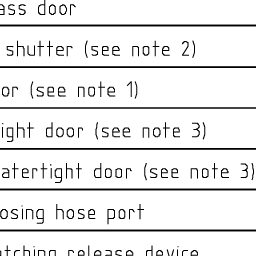 ass door
shutter (see note 2)
or (see note 1)
ight door (see note 3)
atertight door (see note 3)
osing hose port
tching release device